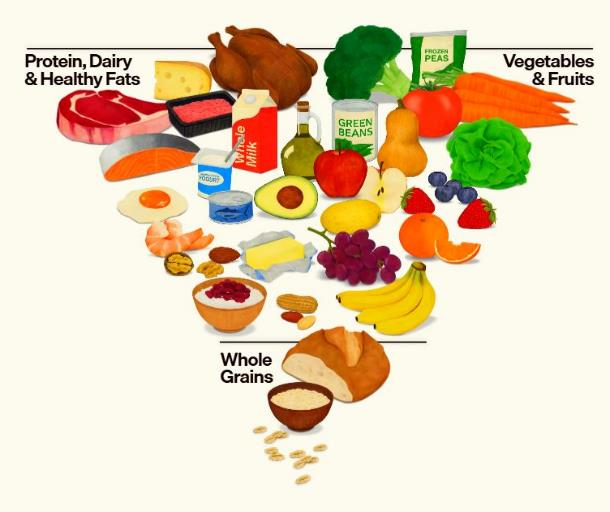 Protein, Dairy
& Healthy Fats
Vegetables
& Fruits
FROZEN
PEAS
Whole
Milk
GREEN
BEANS
YOGURT
Whole
Grains